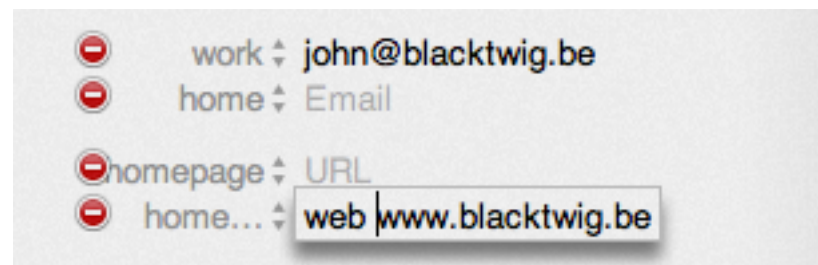 work john@blacktwig.be
home Email
homepage URL
home... web www.blacktwig.be